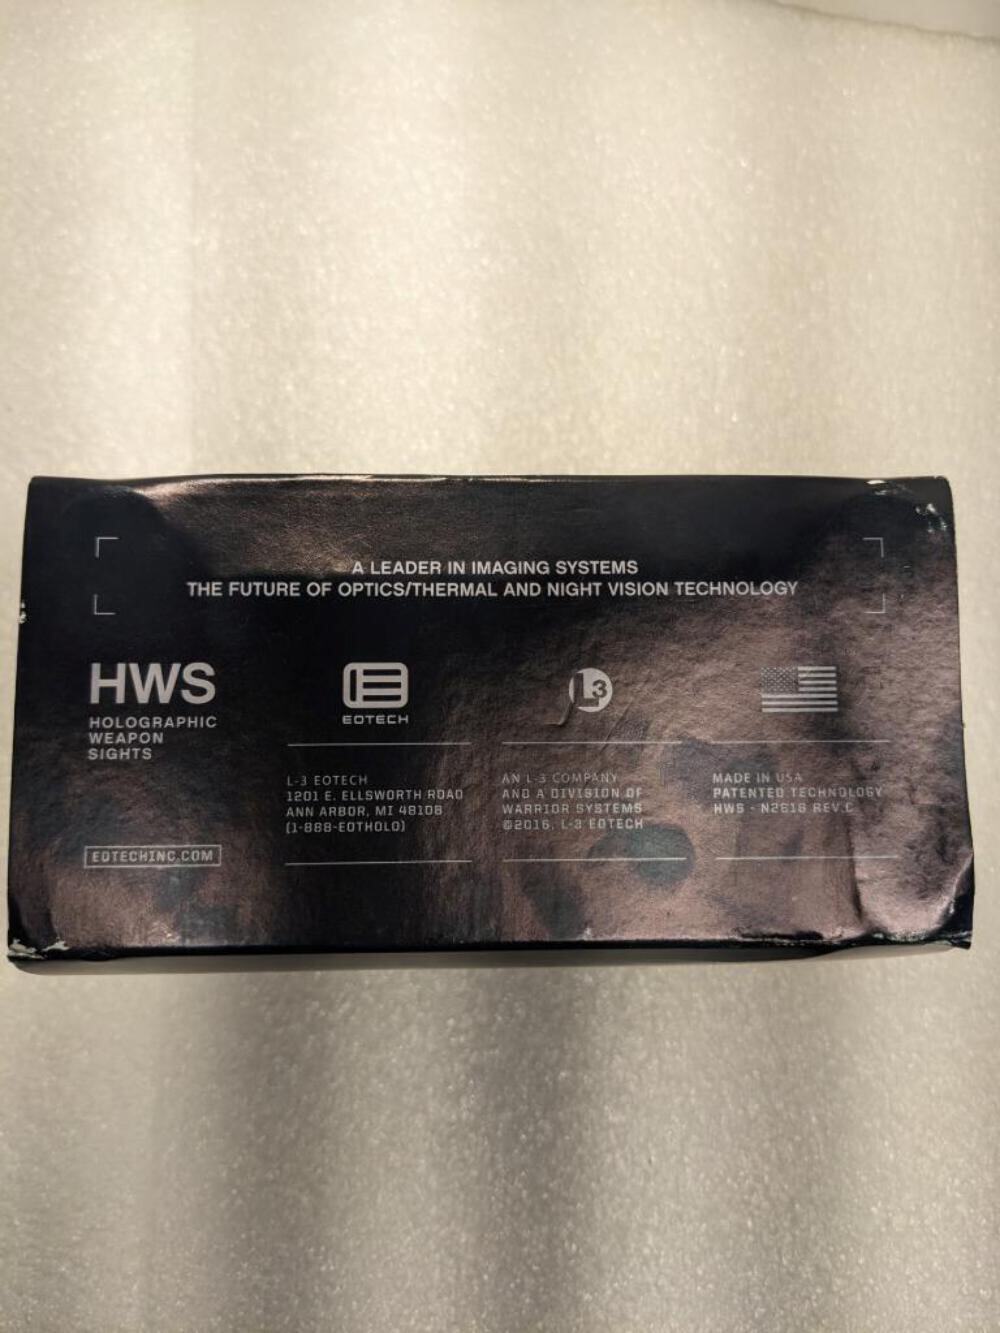 A LEADER IN IMAGING SYSTEMS
THE FUTURE OF OPTICS/THERMAL AND NIGHT VISION TECHNOLOGY
HWS
HOLOGRAPHIC
WEAPON
SIGHTS
EOTECHINC.COM
EOTECH
L-3 EOTECH
1201 E. ELLSWORTH ROAD
ANN ARBOR, MI 48108
(1-888-EOTHOLO)
L3
AN L-3 COMPANY
AND A DIVISION OF
WARRIOR SYSTEMS
©2016, L-3 EOTECH
MADE IN USA
PATENTED TECHNOLOGY
HWS - N2616 REV.C